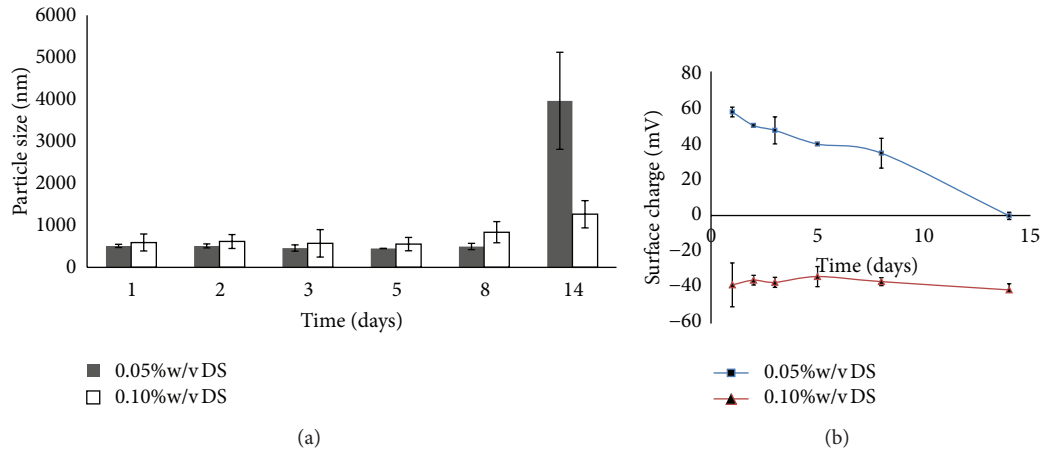 6000
5000
4000
3000
2000
1000
0
Particle size (nm)
1 2 3 5 8 14
Time (days)
0.05%w/v DS
0.10%w/v DS
(a)
80
60
40
20
0
−20
−40
−60
Surface charge (mV)
0 5 10 15
Time (days)
0.05%w/v DS
0.10%w/v DS
(b)